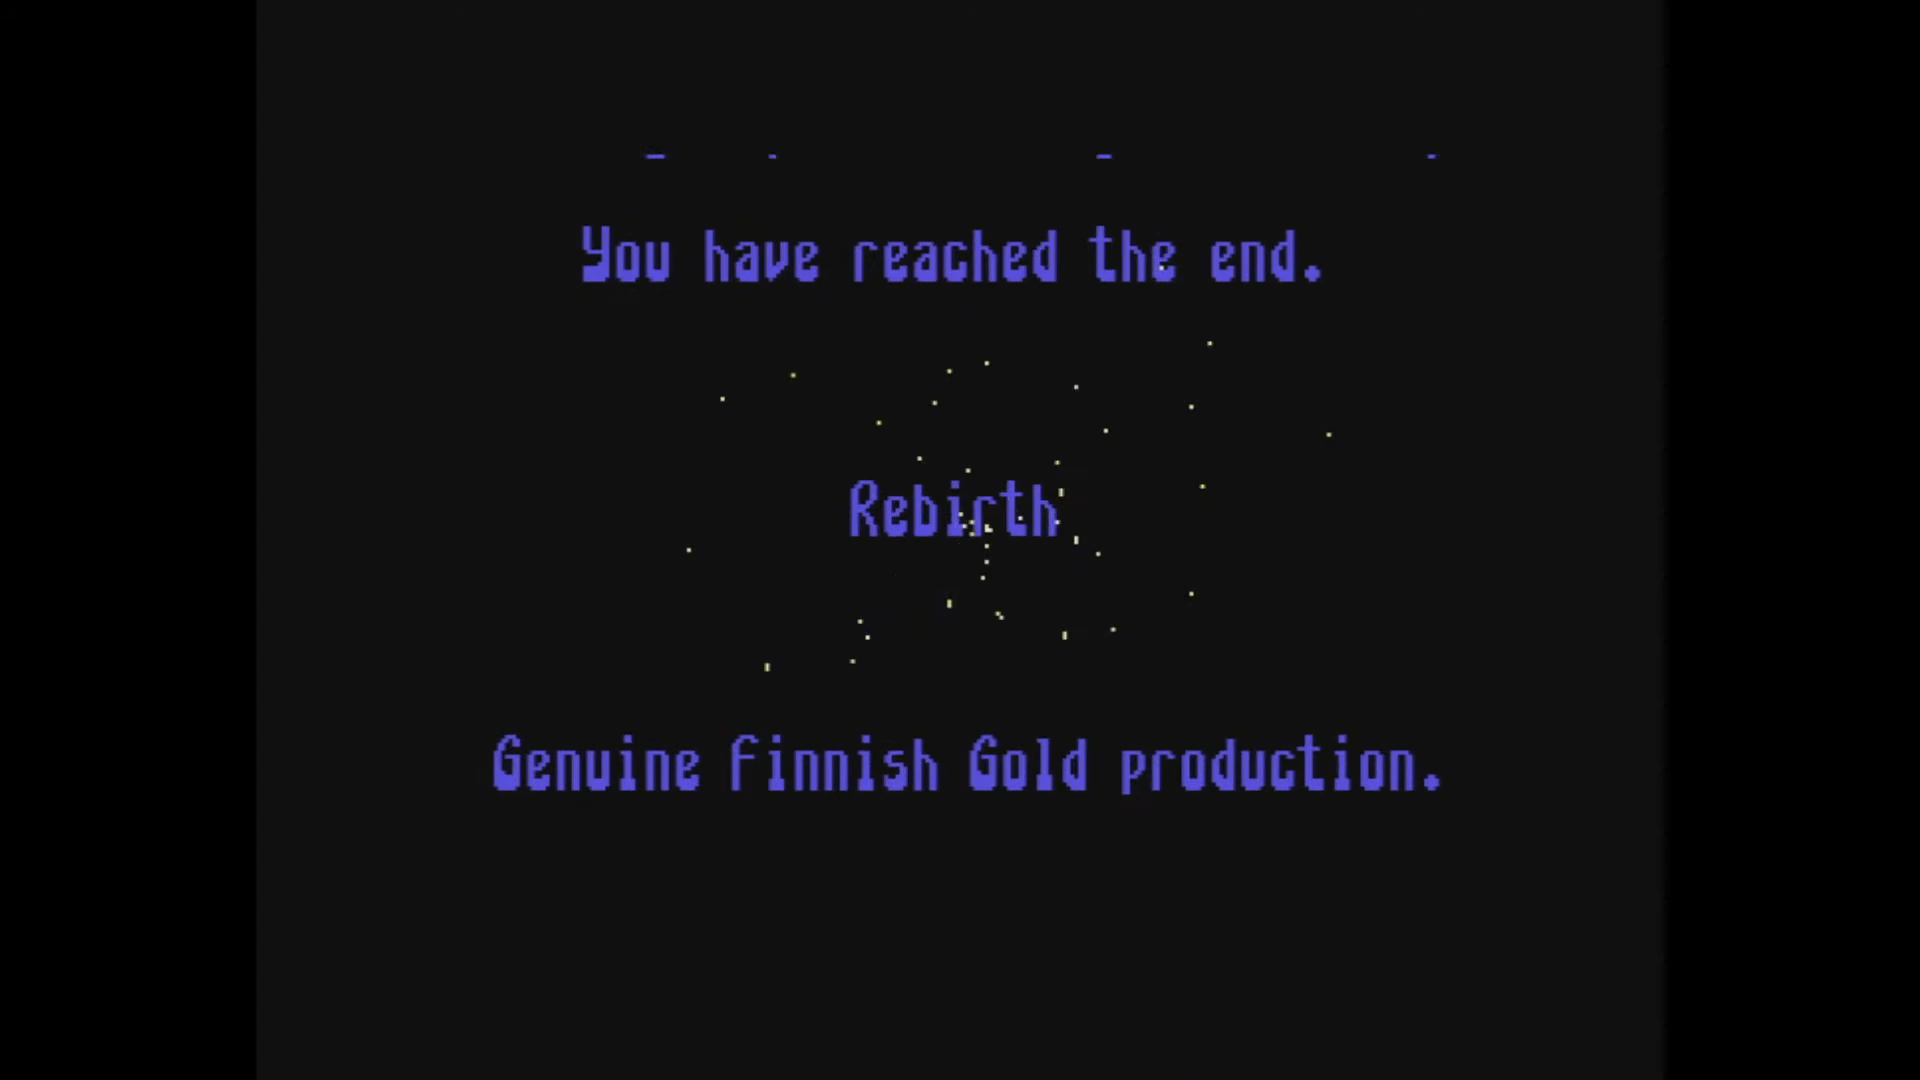 You have reached the end.
Rebirth
Genuine Finnish Gold production.